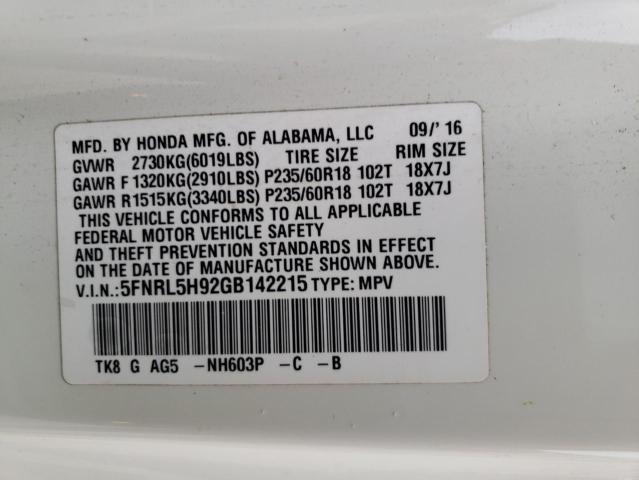 MFD. BY HONDA MFG. OF ALABAMA, LLC 09/' 16
GVWR 2730KG(6019LBS) TIRE SIZE RIM SIZE
GAWR F 1320KG(2910LBS) P235/60R18 102T 18X7J
GAWR R1515KG(3340LBS) P235/60R18 102T 18X7J
THIS VEHICLE CONFORMS TO ALL APPLICABLE
FEDERAL MOTOR VEHICLE SAFETY
AND THEFT PREVENTION STANDARDS IN EFFECT
ON THE DATE OF MANUFACTURE SHOWN ABOVE.
V.I.N.:5FNRL5H92GB142215 TYPE: MPV
TK8 G AG5 -NH603P -C -B